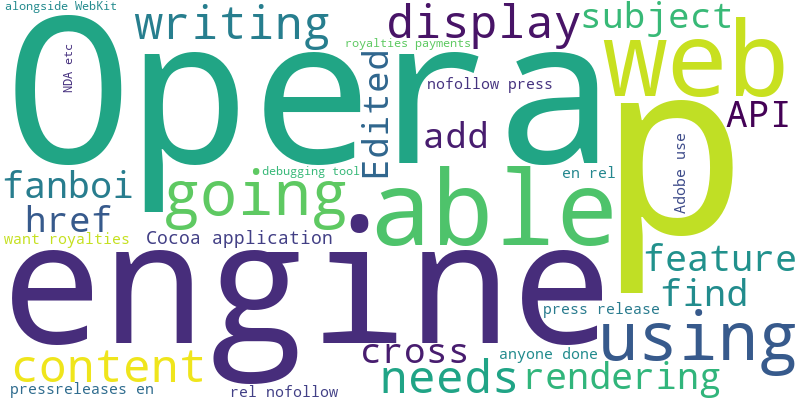 alongside WebKit
writing
display
subject
Opera
web
royalties payments
NDA etc
Edited
nofollow press
API
add
p
debugging tool
en rel
Adobe use
fanboi
going
able
href
want royalties
Cocoa application
engine
feature
find
press release
using
cross
anyone done
content
needs
rendering
pressreleases en
rel nofollow